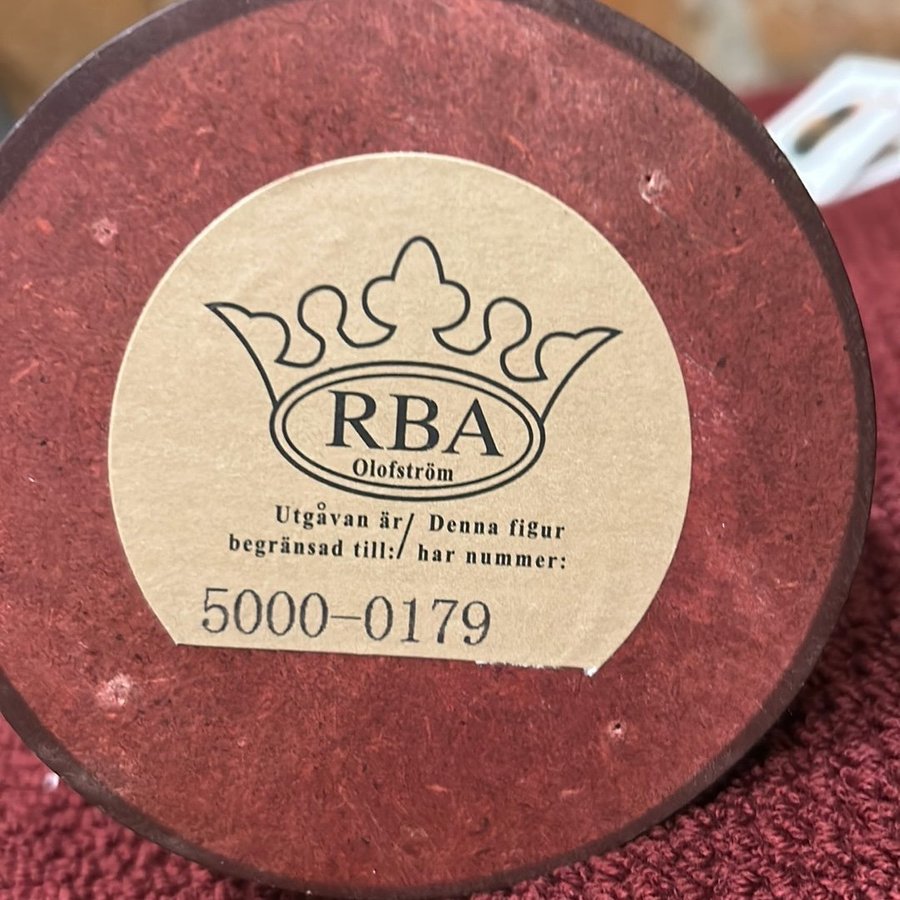 RBA
Olofström
Utgåvan är/ Denna figur
begränsad till:/ har nummer:
5000-0179